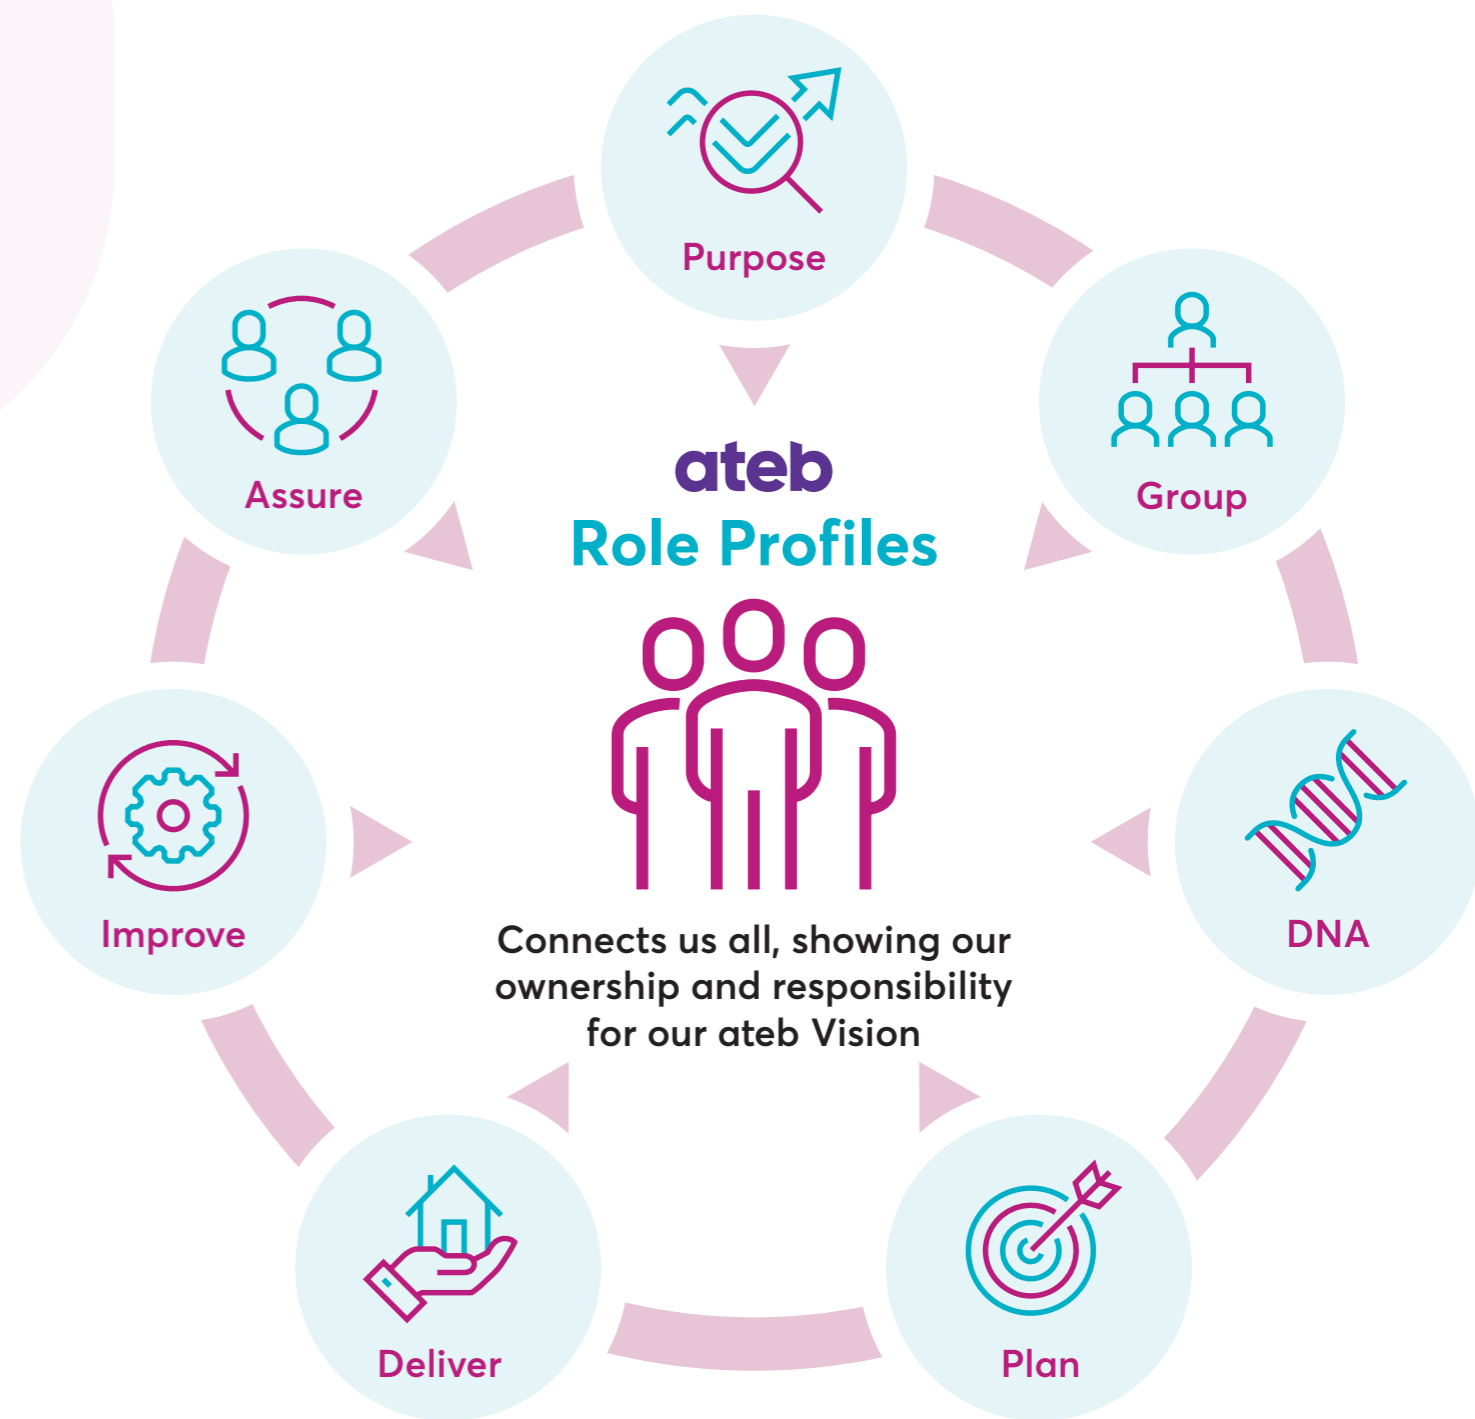 Purpose
Assure
Group
ateb
Role Profiles
Improve
DNA
Connects us all, showing our
ownership and responsibility
for our ateb Vision
Deliver
Plan